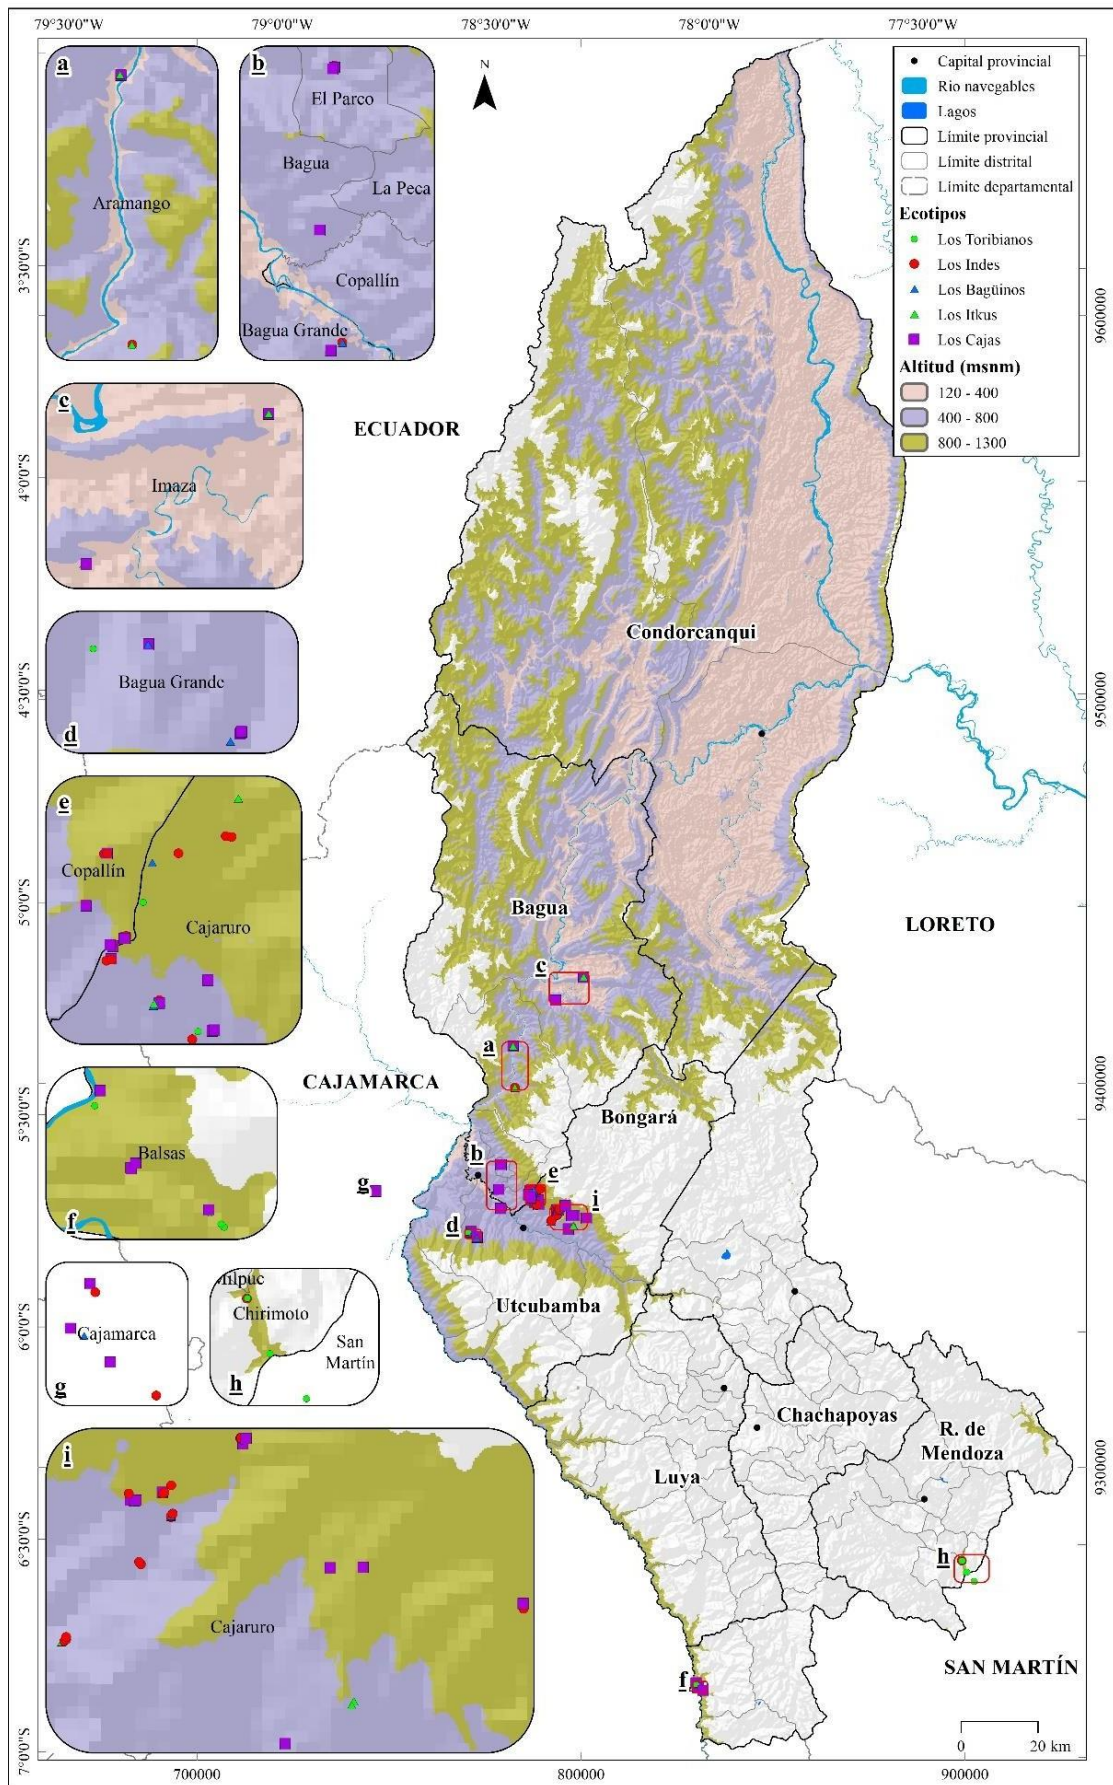 79°30'0"W 79°0'0"W 78°30'0"W 78°0'0"W 77°30'0"W
N
Capital provincial
Rio navegables
Lagos
Límite provincial
Límite distrital
Límite departamental
Ecotipos
Los Toribianos
Los Indes
Los Bagüinos
Los Itkus
Los Cajas
Altitud (msnm)
120 - 400
400 - 800
800 - 1300
a
Aramango
b
El Parco
Bagua
La Peca
Copallín
Bagua Grande
c
Imaza
d
Bagua Grande
e
Copallín
Cajaruro
f
Balsas
g
Cajamarca
h
Milpuc
Chirimoto
San
Martín
i
Cajaruro
ECUADOR
Condorcanqui
Bagua
LORETO
c
a
CAJAMARCA
Bongará
b
e
g
i
d
Utcubamba
Chachapoyas
R. de
Mendoza
Luya
h
f
SAN MARTÍN
0 20 km
3°30'0"S
4°0'0"S
4°30'0"S
5°0'0"S
5°30'0"S
6°0'0"S
6°30'0"S
7°0'0"S
9600000
9500000
9400000
9300000
700000 800000 900000